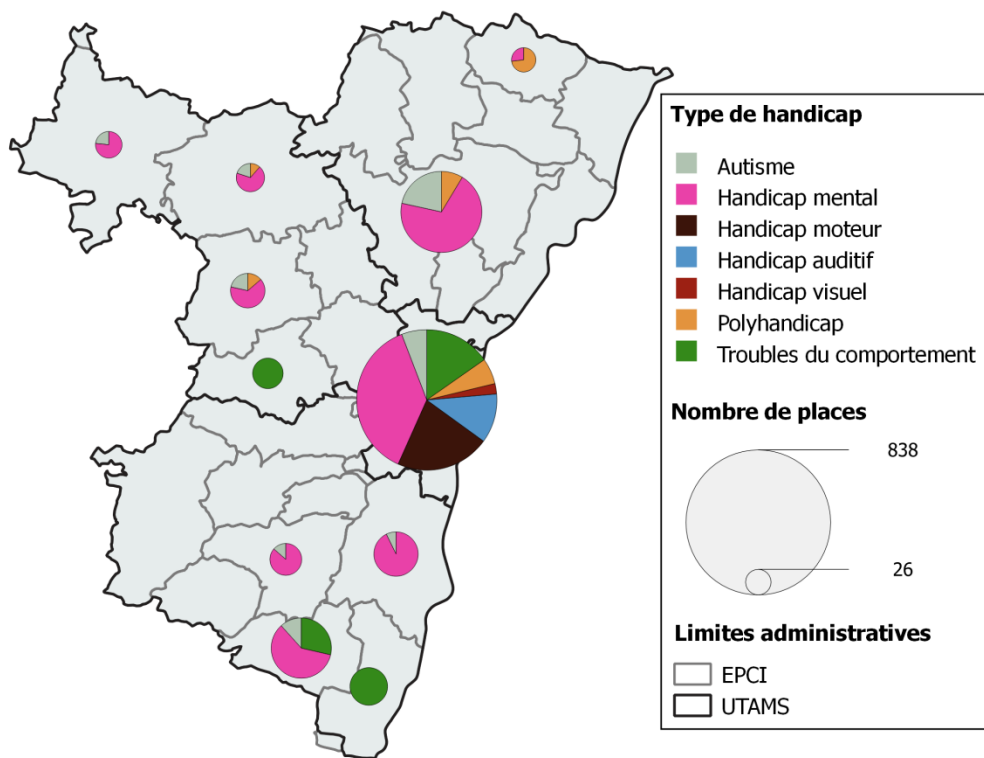 Type de handicap
Autisme
Handicap mental
Handicap moteur
Handicap auditif
Handicap visuel
Polyhandicap
Troubles du comportement
Nombre de places
838
26
Limites administratives
EPCI
UTAMS